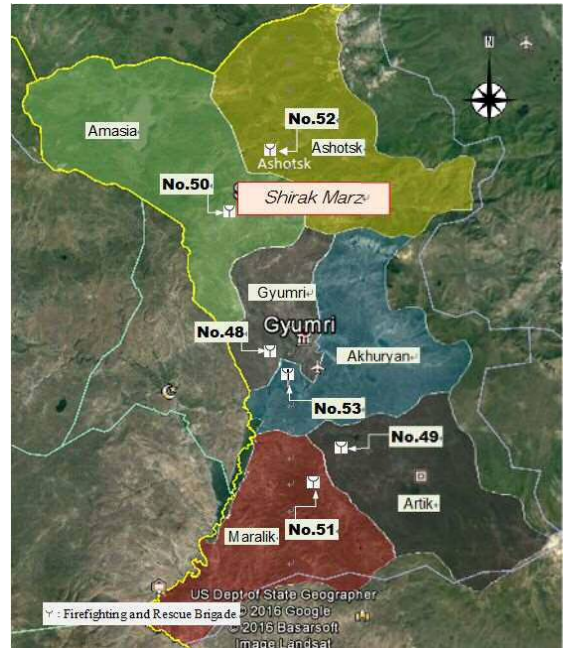 N
No.52
Amasia
Ashotsk
Ashotsk
No.50
S
Shirak Marz
Gyumri
Gyumri
No.48
Akhuryan
No.53
No.49
Artik
No.51
Maralik
US Dept of State Geographer
© 2016 Google
© 2016 Basarsoft
Image Landsat
: Firefighting and Rescue Brigade